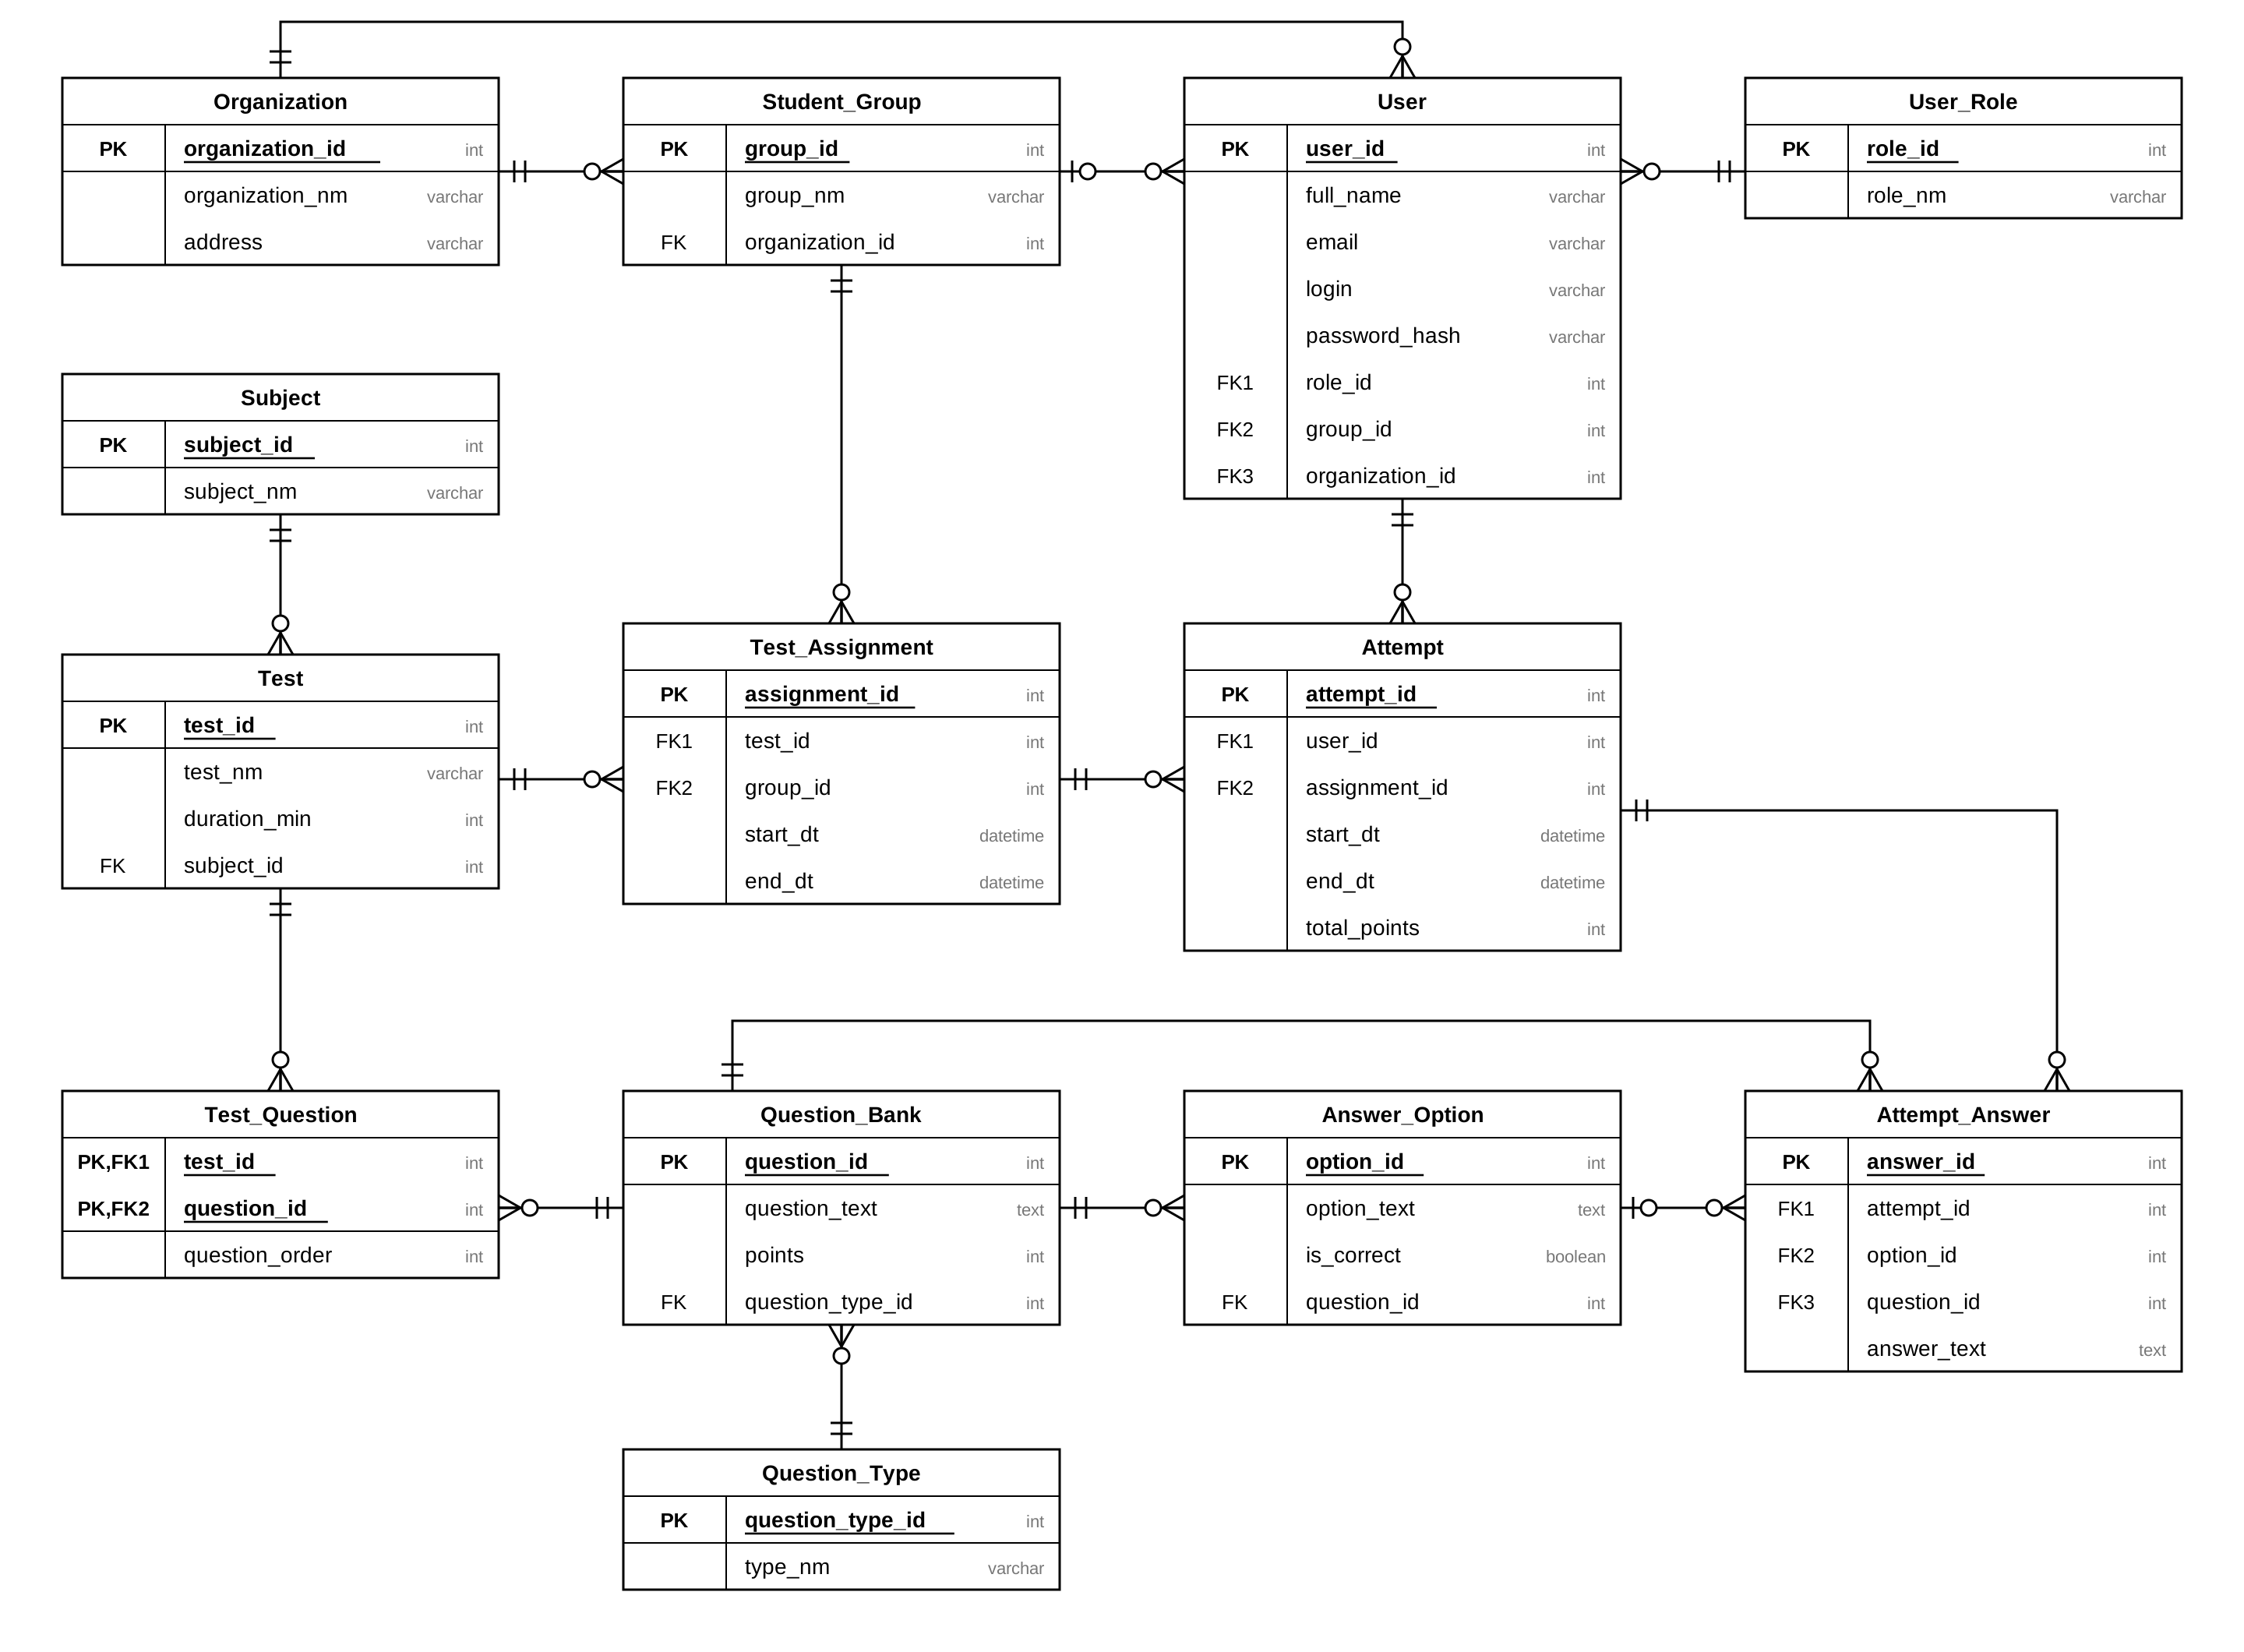 Organization
PK organization_id int
organization_nm varchar
address varchar
Student_Group
PK group_id int
group_nm varchar
FK organization_id int
User
PK user_id int
full_name varchar
email varchar
login varchar
password_hash varchar
FK1 role_id int
FK2 group_id int
FK3 organization_id int
User_Role
PK role_id int
role_nm varchar
Subject
PK subject_id int
subject_nm varchar
Test
PK test_id int
test_nm varchar
duration_min int
FK subject_id int
Test_Assignment
PK assignment_id int
FK1 test_id int
FK2 group_id int
start_dt datetime
end_dt datetime
Attempt
PK attempt_id int
FK1 user_id int
FK2 assignment_id int
start_dt datetime
end_dt datetime
total_points int
Test_Question
PK,FK1 test_id int
PK,FK2 question_id int
question_order int
Question_Bank
PK question_id int
question_text text
points int
FK question_type_id int
Answer_Option
PK option_id int
option_text text
is_correct boolean
FK question_id int
Attempt_Answer
PK answer_id int
FK1 attempt_id int
FK2 option_id int
FK3 question_id int
answer_text text
Question_Type
PK question_type_id int
type_nm varchar